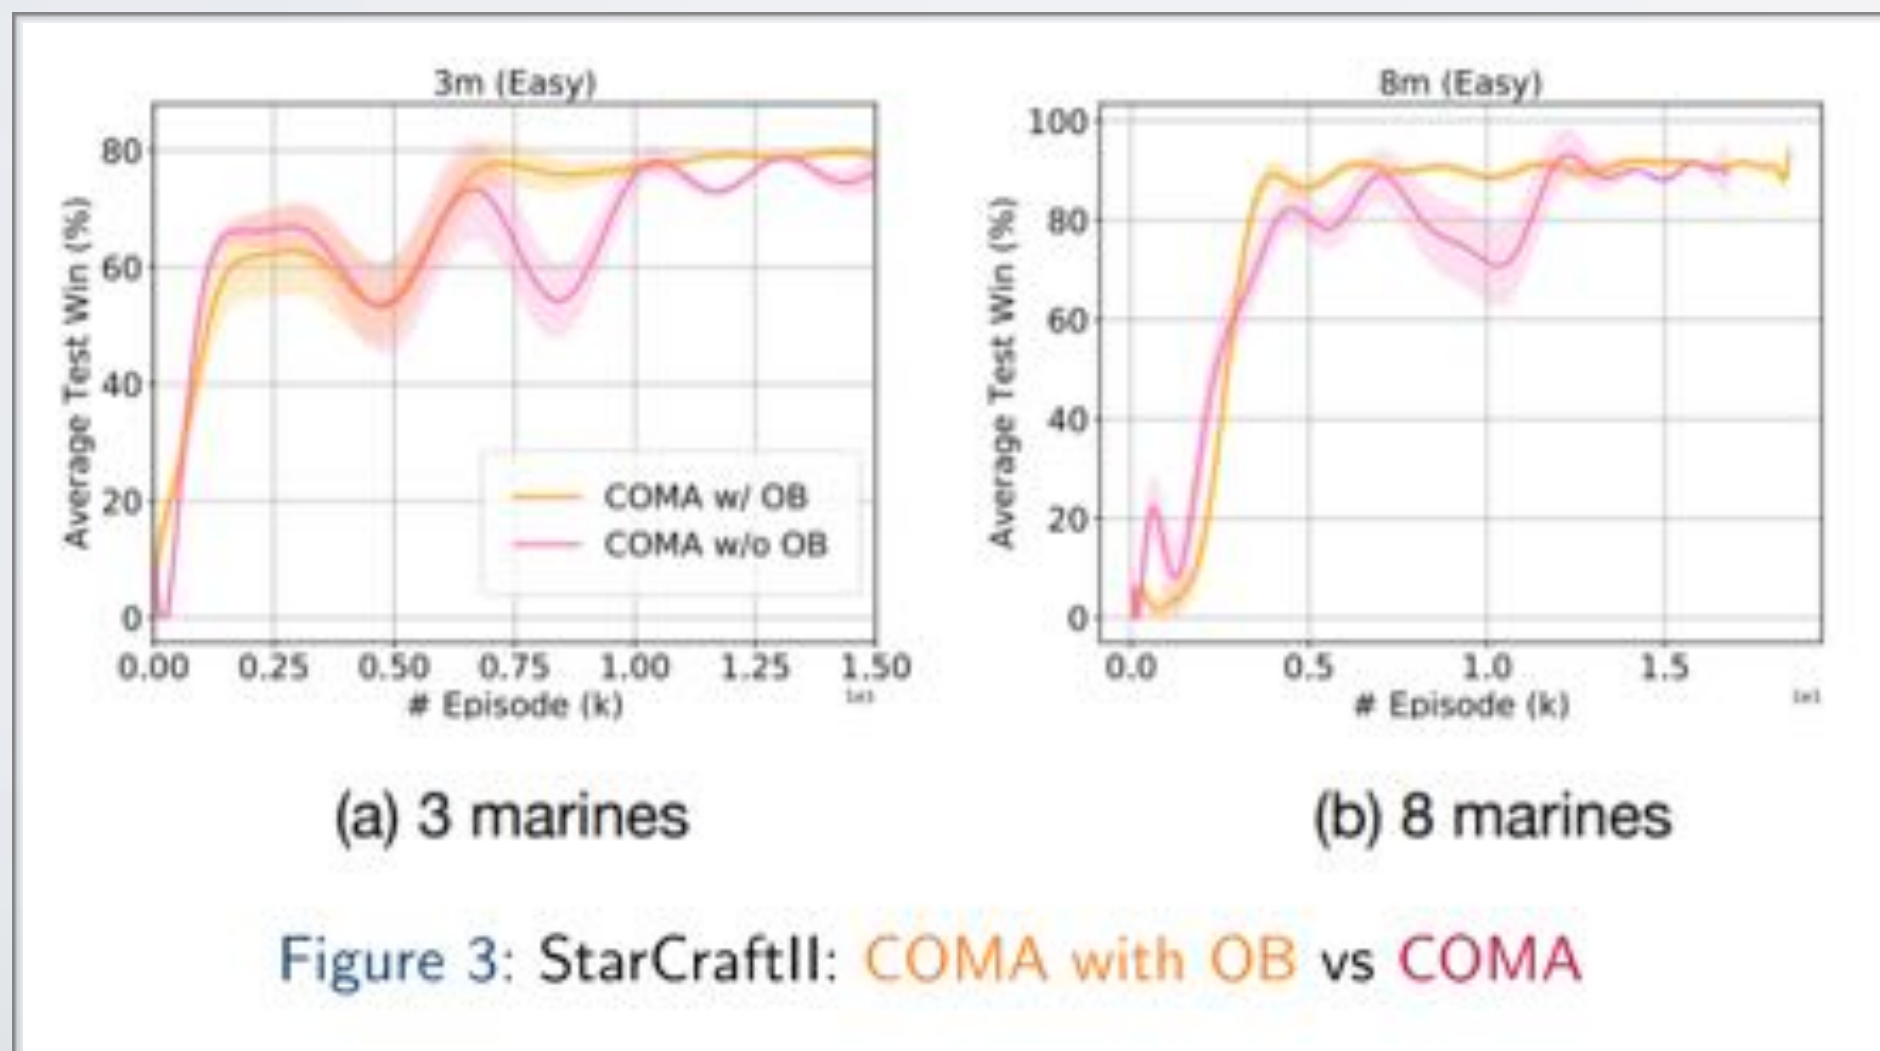 3m (Easy)
Average Test Win (%)
80
60
40
20
0
COMA w/ OB
COMA w/o OB
0.00 0.25 0.50 0.75 1.00 1.25 1.50
# Episode (k)
1e1
(a) 3 marines
8m (Easy)
Average Test Win (%)
100
80
60
40
20
0
0.0 0.5 1.0 1.5
# Episode (k)
1e1
(b) 8 marines
Figure 3: StarCraftII: COMA with OB vs COMA